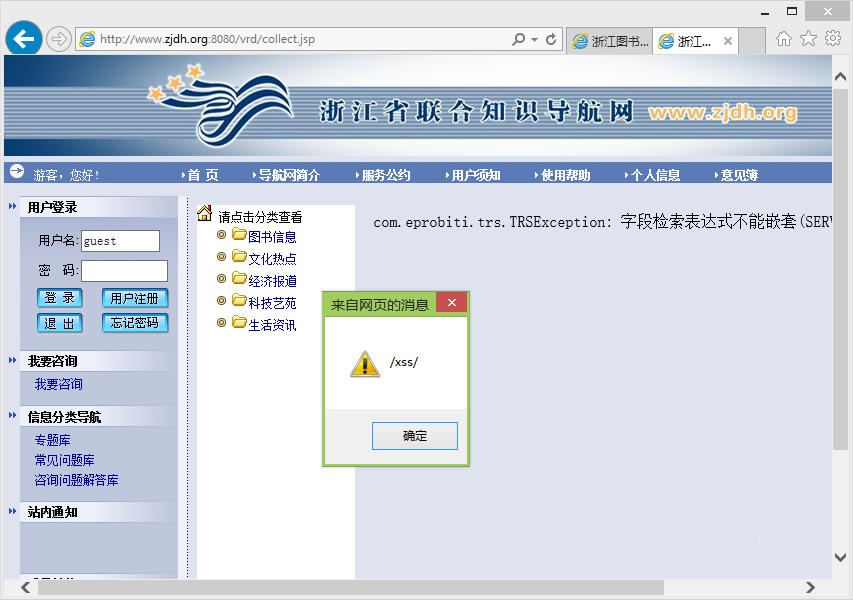 http://www.zjdh.org:8080/vrd/collect.jsp
浙江图书...
浙江...
浙江省联合知识导航网 www.zjdh.org
游客，您好！ 首 页 导航网简介 服务公约 用户须知 使用帮助 个人信息 意见簿
用户登录
用户名: guest
密 码:
登 录 用户注册
退 出 忘记密码
我要咨询
我要咨询
信息分类导航
专题库
常见问题库
咨询问题解答库
站内通知
请点击分类查看
图书信息
文化热点
经济报道
科技艺苑
生活资讯
com.eprobiti.trs.TRSException: 字段检索表达式不能嵌套(SERV
来自网页的消息
/xss/
确定